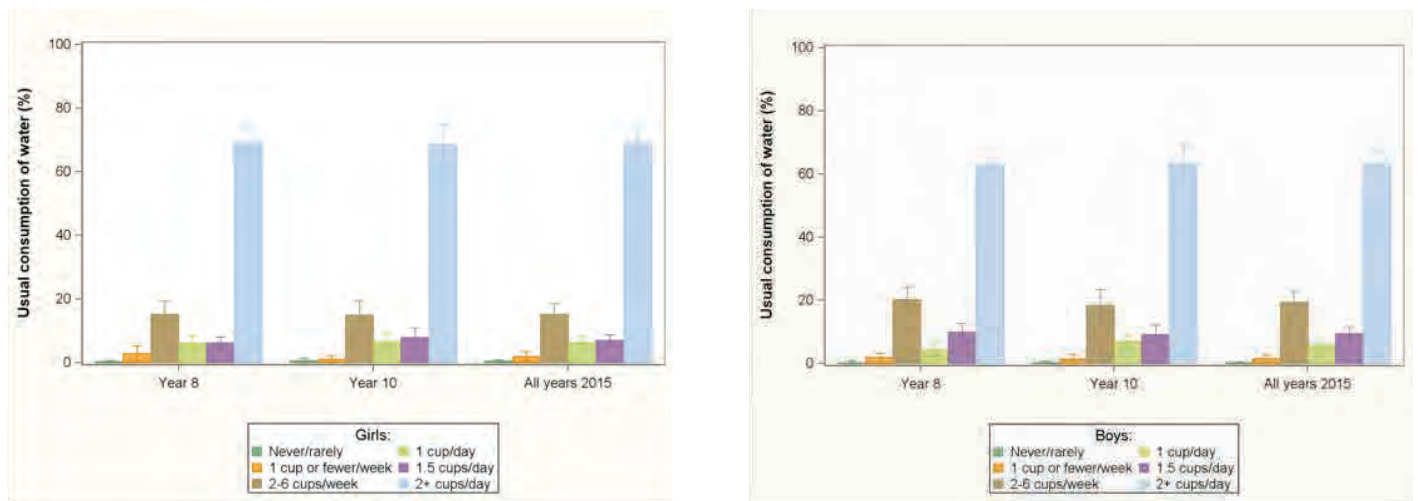 100
80
60
40
20
0
Usual consumption of water (%)
Year 8 Year 10 All years 2015
Girls:
Never/rarely 1 cup/day
1 cup or fewer/week 1.5 cups/day
2-6 cups/week 2+ cups/day
100
80
60
40
20
0
Usual consumption of water (%)
Year 8 Year 10 All years 2015
Boys:
Never/rarely 1 cup/day
1 cup or fewer/week 1.5 cups/day
2-6 cups/week 2+ cups/day